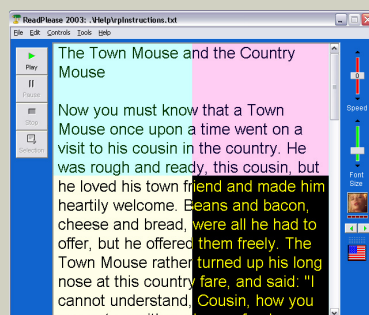 ReadPlease 2003: .\Help\rpInstructions.txt
File Edit Controls Tools Help
Play
Pause
Stop
Selection
The Town Mouse and the Country
Mouse
Now you must know that a Town
Mouse once upon a time went on a
visit to his cousin in the country. He
was rough and ready, this cousin, but
he loved his town friend and made him
heartily welcome. Beans and bacon,
cheese and bread, were all he had to
offer, but he offered them freely. The
Town Mouse rather turned up his long
nose at this country fare, and said: "I
cannot understand, Cousin, how you
0
Speed
Font
Size